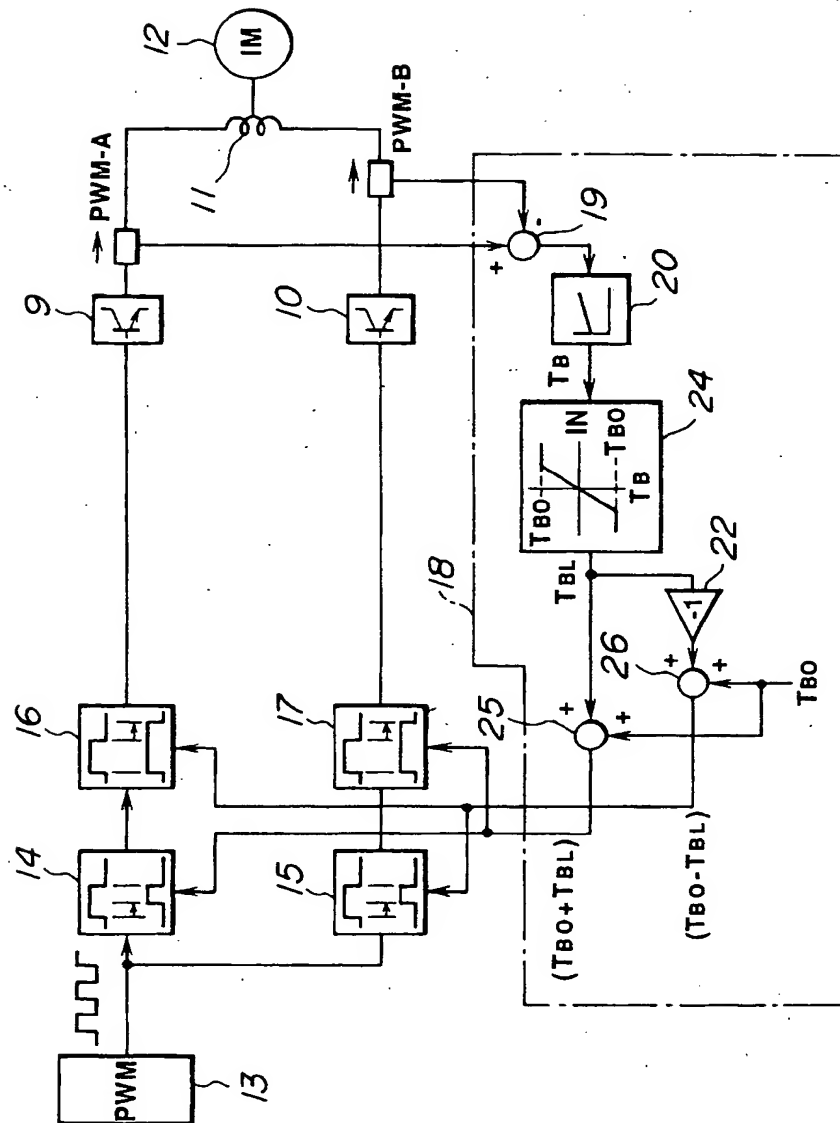 PWM
13
14
16
9
PWM-A
12
IM
11
15
17
10
PWM-B
18
19
+
-
20
TB
24
TBO
IN
TBO
TB
TBL
22
-1
25
+
+
26
+
+
TBO
(TBO+TBL)
(TBO-TBL)